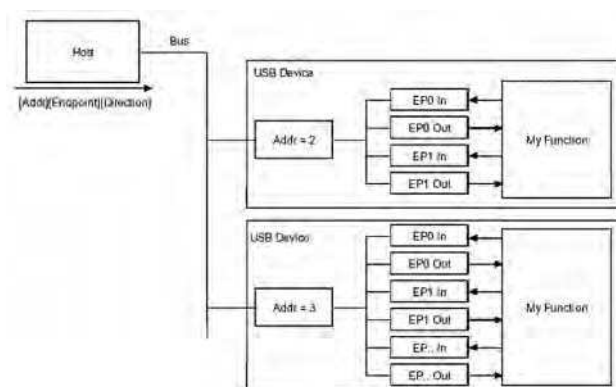 Host
Bus
[Addr][Endpoint][Direction]
USB Device
Addr = 2
EP0 In
EP0 Out
EP1 In
EP1 Out
My Function
USB Device
Addr = 3
EP0 In
EP0 Out
EP1 In
EP1 Out
EP.. In
EP.. Out
My Function